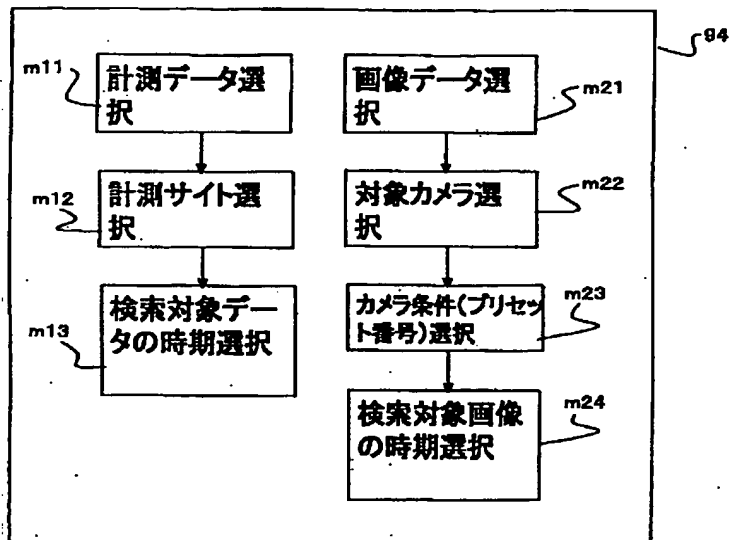 94
m11
計測データ選
択
m12
計測サイト選
択
m13
検索対象デー
タの時期選択
画像データ選
択
m21
対象カメラ選
択
m22
カメラ条件(プリセッ
ト番号)選択
m23
検索対象画像
の時期選択
m24